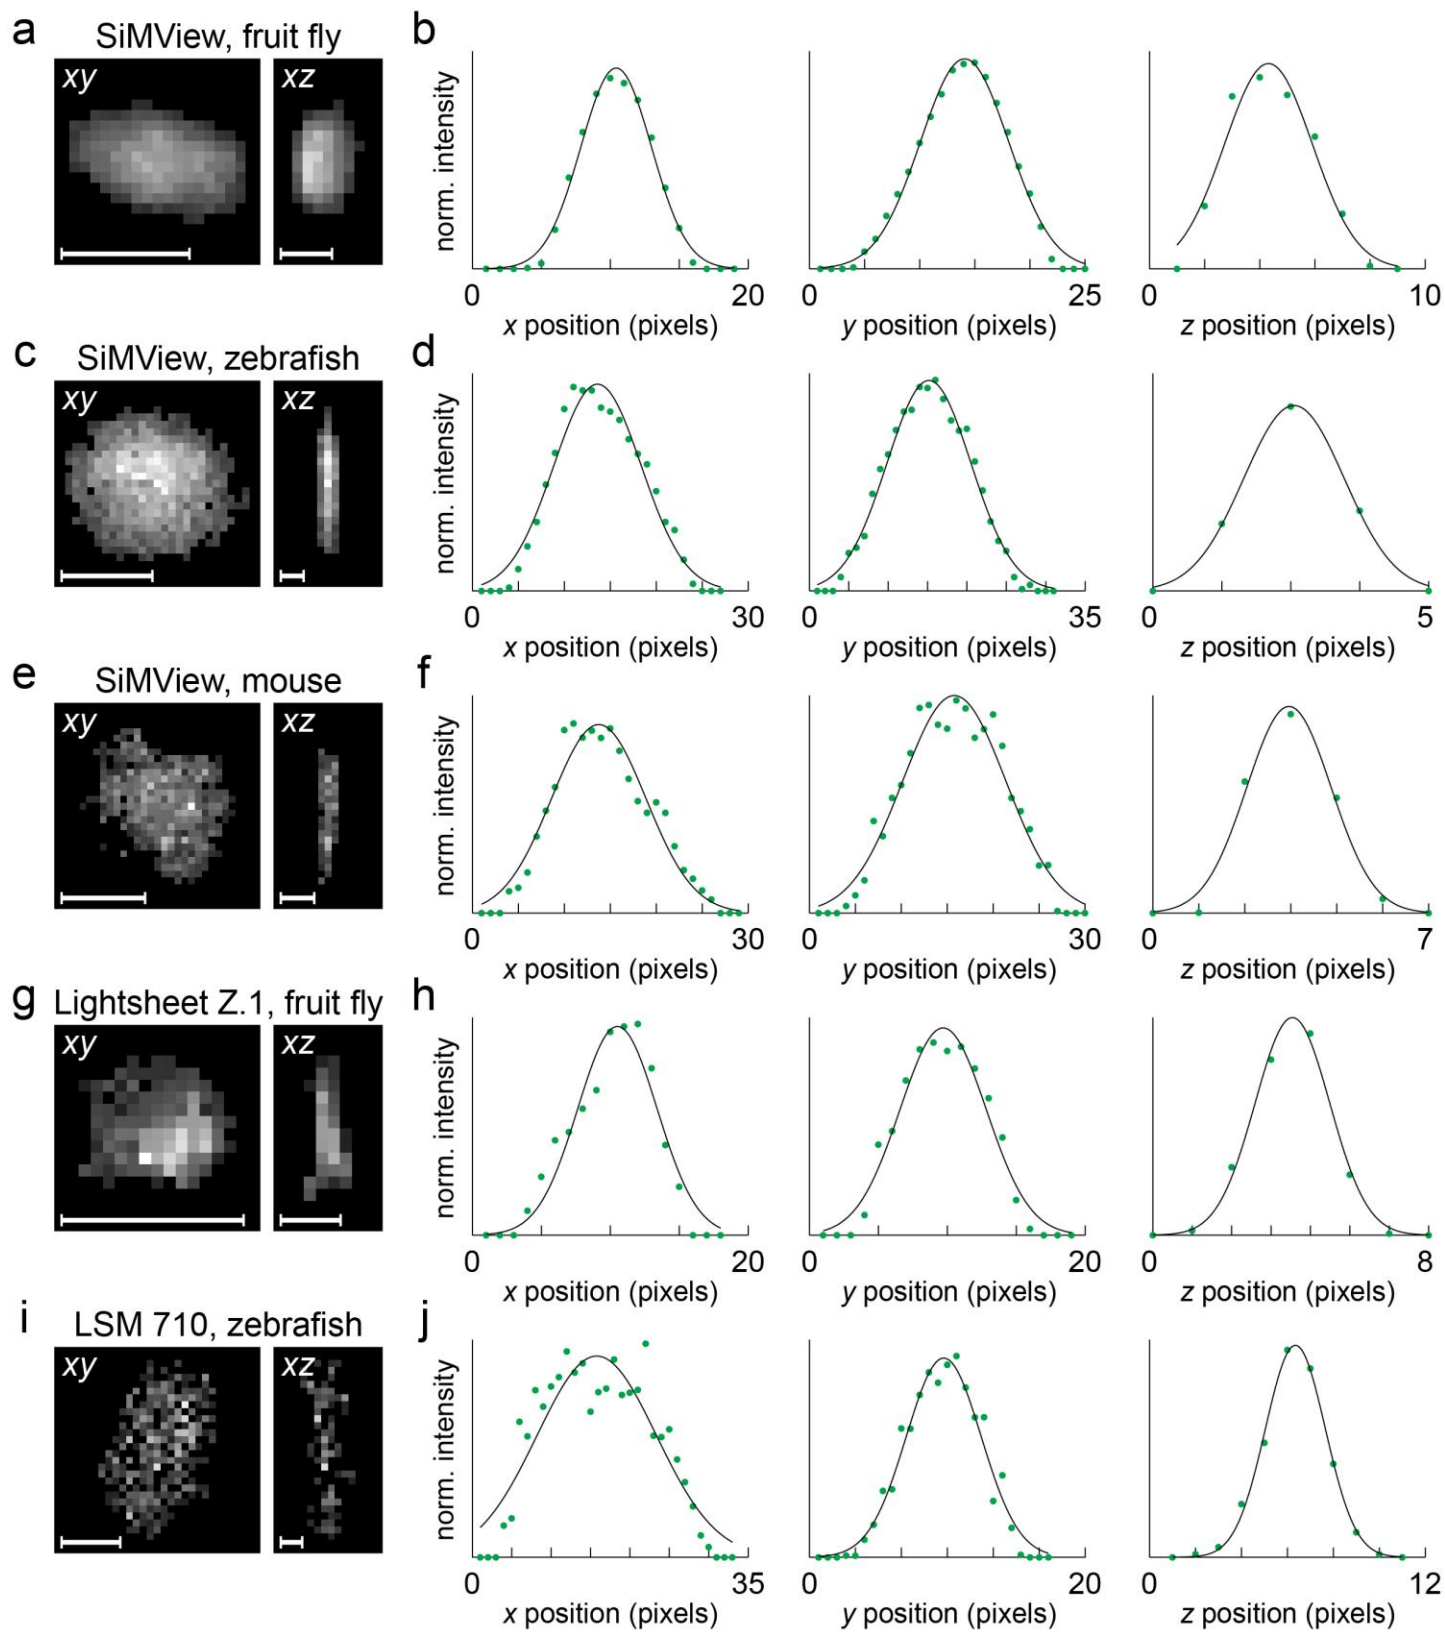 a
SiMView, fruit fly
xy
xz
b
norm. intensity
0
20
x position (pixels)
0
25
y position (pixels)
0
10
z position (pixels)
c
SiMView, zebrafish
xy
xz
d
norm. intensity
0
30
x position (pixels)
0
35
y position (pixels)
0
5
z position (pixels)
e
SiMView, mouse
xy
xz
f
norm. intensity
0
30
x position (pixels)
0
30
y position (pixels)
0
7
z position (pixels)
g
Lightsheet Z.1, fruit fly
xy
xz
h
norm. intensity
0
20
x position (pixels)
0
20
y position (pixels)
0
8
z position (pixels)
i
LSM 710, zebrafish
xy
xz
j
norm. intensity
0
35
x position (pixels)
0
20
y position (pixels)
0
12
z position (pixels)